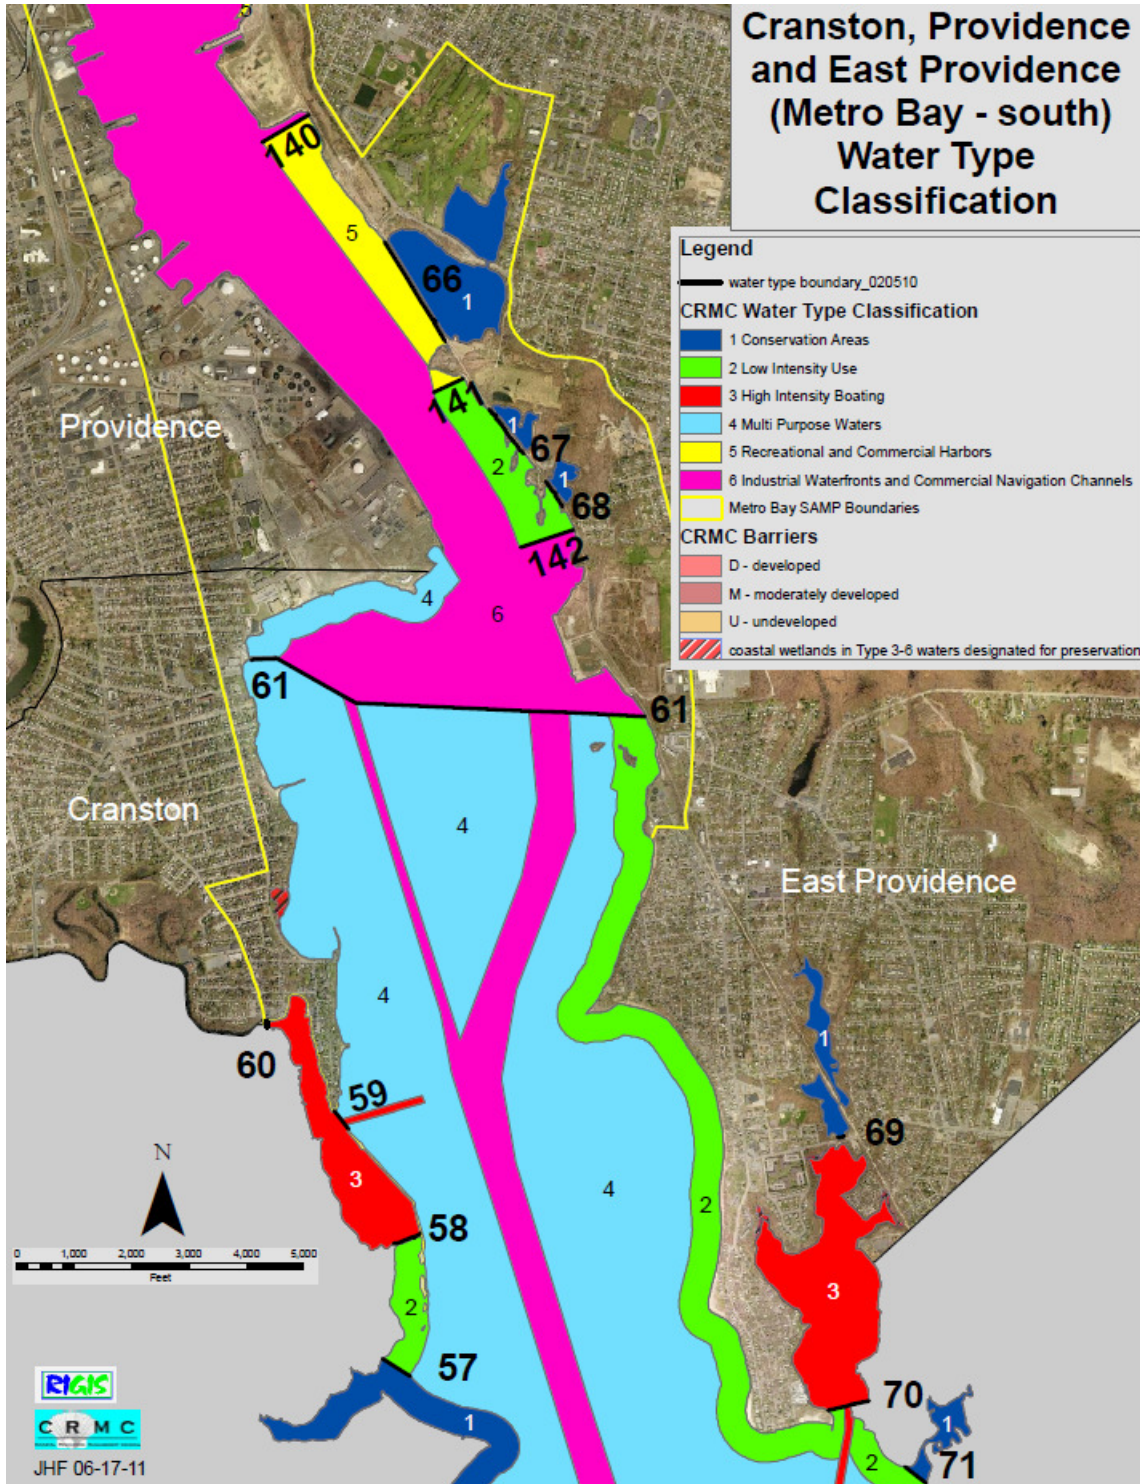 Cranston, Providence
and East Providence
(Metro Bay - south)
Water Type
Classification
Legend
water type boundary_020510
CRMC Water Type Classification
1 Conservation Areas
2 Low Intensity Use
3 High Intensity Boating
4 Multi Purpose Waters
5 Recreational and Commercial Harbors
6 Industrial Waterfronts and Commercial Navigation Channels
Metro Bay SAMP Boundaries
CRMC Barriers
D - developed
M - moderately developed
U - undeveloped
coastal wetlands in Type 3-6 waters designated for preservation
5
140
5
66
1
141
1
67
2
1
68
142
Providence
4
6
61
61
Cranston
4
East Providence
4
1
60
59
69
N
3
4
2
58
3
0 1,000 2,000 3,000 4,000 5,000
Feet
2
57
70
1
1
2
71
RIGIS
C R M C
JHF 06-17-11